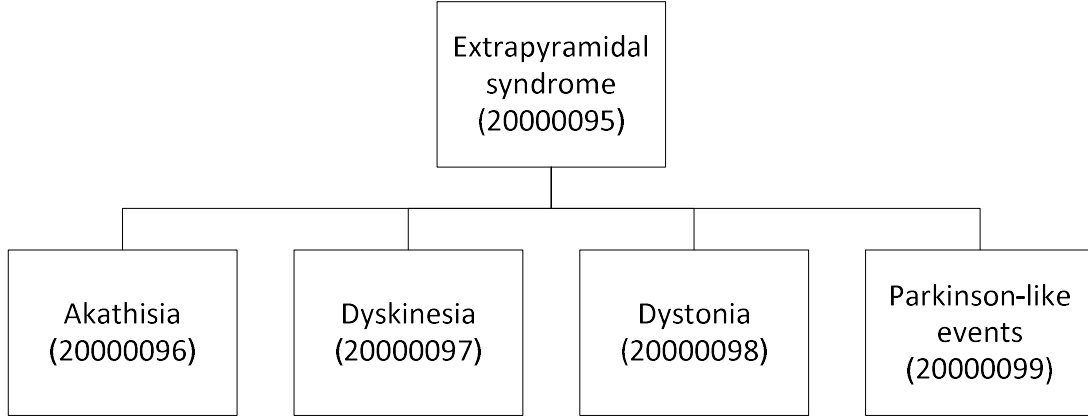 Extrapyramidal
syndrome
(20000095)
Akathisia
(20000096)
Dyskinesia
(20000097)
Dystonia
(20000098)
Parkinson-like
events
(20000099)